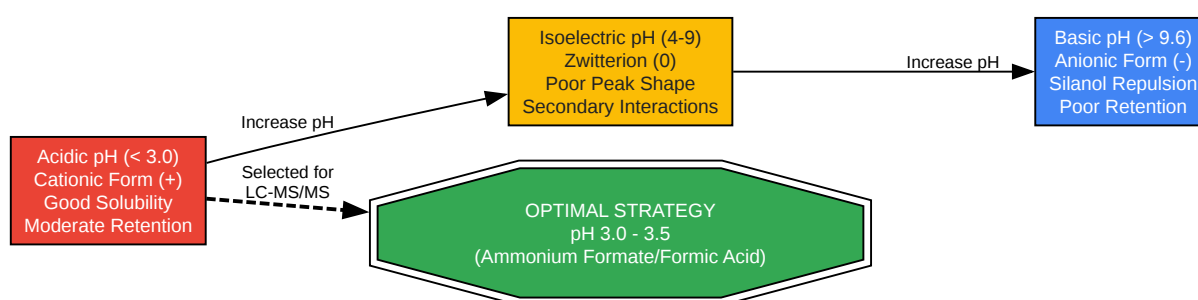 Acidic pH (< 3.0)
Cationic Form (+)
Good Solubility
Moderate Retention
Increase pH
Selected for
LC-MS/MS
Isoelectric pH (4-9)
Zwitterion (0)
Poor Peak Shape
Secondary Interactions
Increase pH
Basic pH (> 9.6)
Anionic Form (-)
Silanol Repulsion
Poor Retention
OPTIMAL STRATEGY
pH 3.0 - 3.5
(Ammonium Formate/Formic Acid)